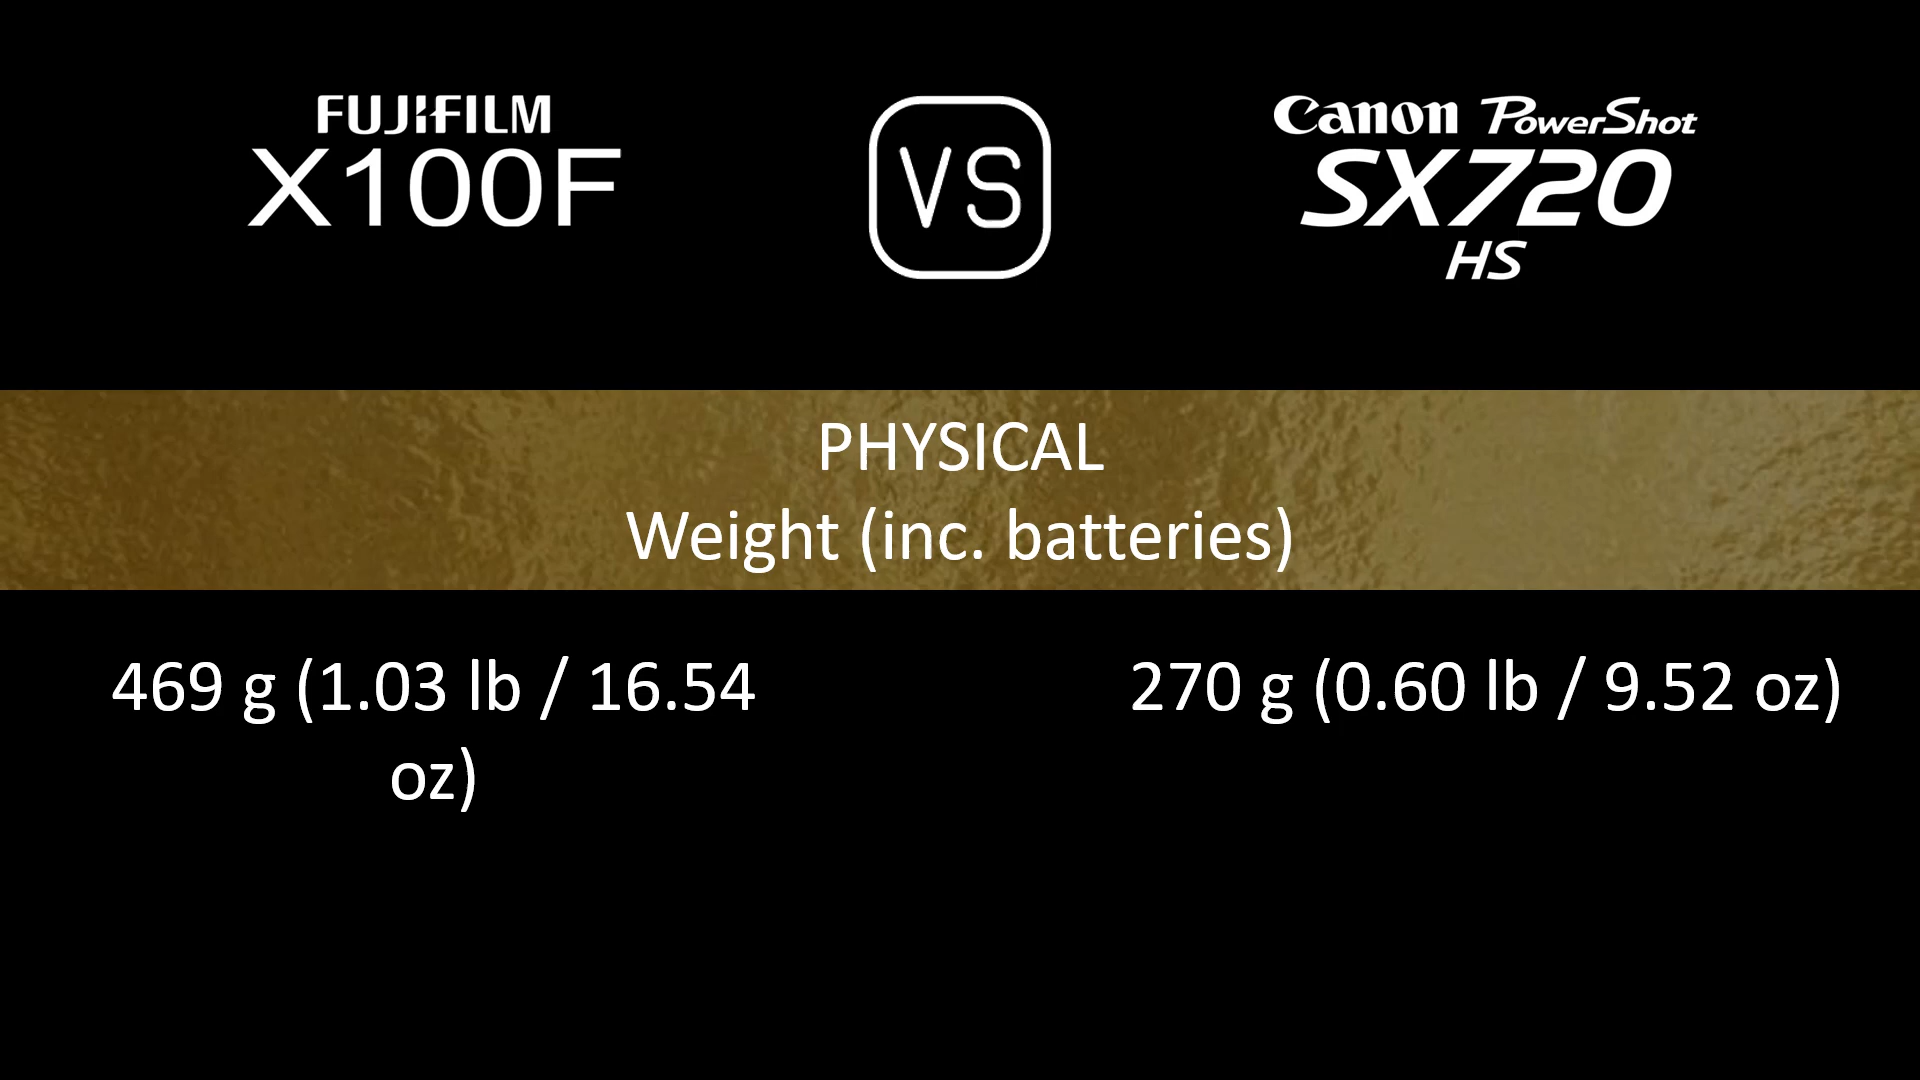 FUJIFILM
X100F
VS
Canon PowerShot
SX720
HS
PHYSICAL
Weight (inc. batteries)
469 g (1.03 lb / 16.54
oz)
270 g (0.60 lb / 9.52 oz)